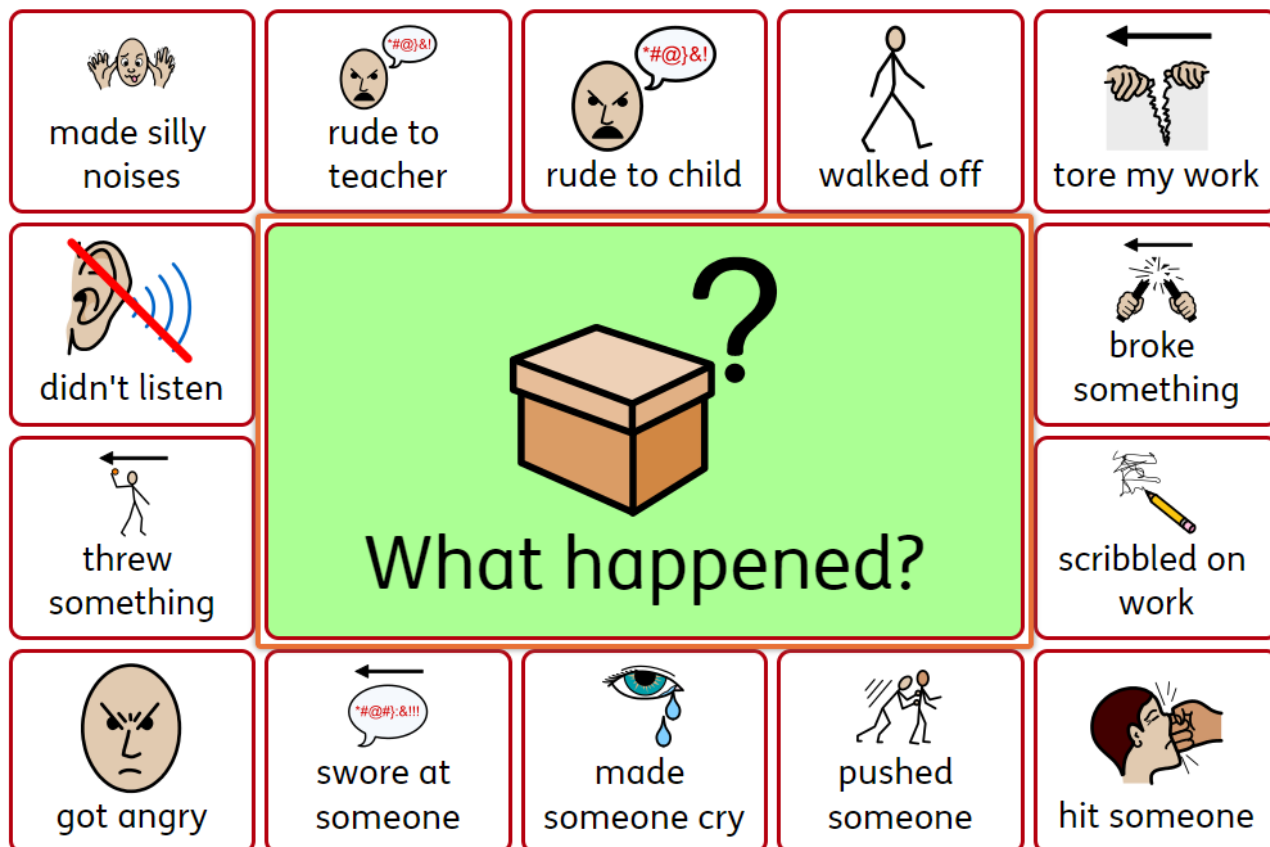 *#@}&!
*#@}&!
made silly
noises
rude to
teacher
rude to child
walked off
tore my work
didn't listen
?
What happened?
broke
something
threw
something
scribbled on
work
got angry
*#@#}:&!!!
swore at
someone
made
someone cry
pushed
someone
hit someone